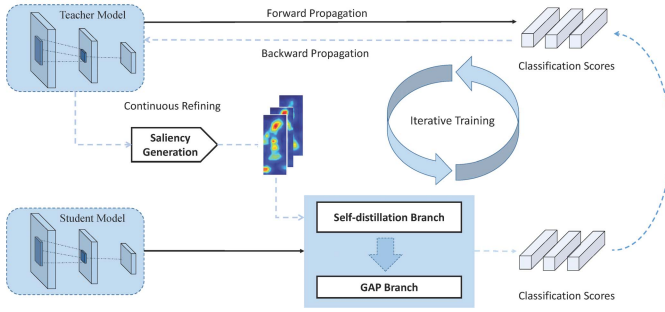 Teacher Model
Forward Propagation
Backward Propagation
Classification Scores
Continuous Refining
Saliency
Generation
Iterative Training
Student Model
Self-distillation Branch
GAP Branch
Classification Scores